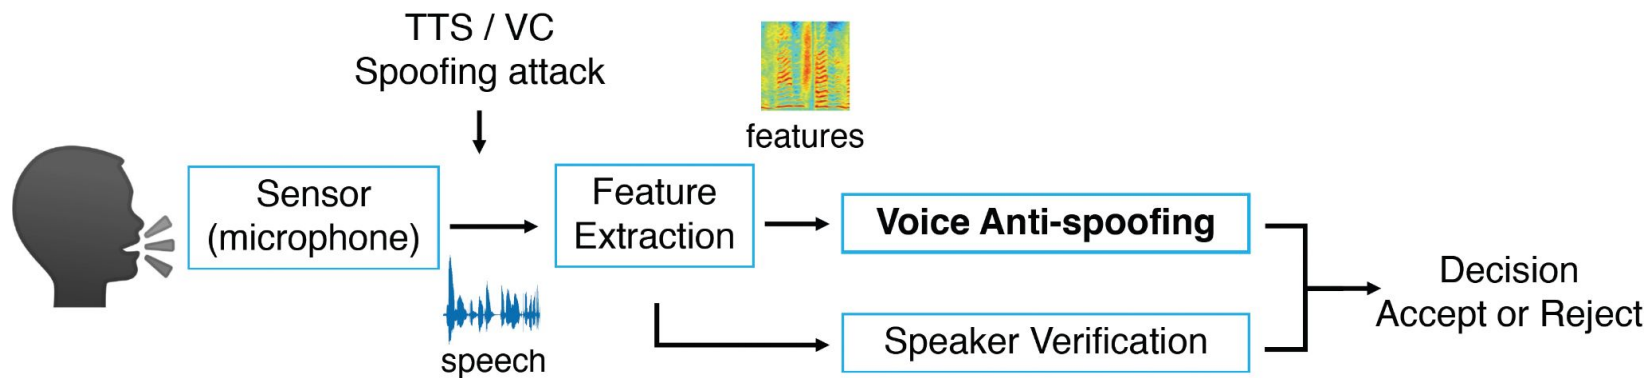 TTS / VC
Spoofing attack
features
Sensor
(microphone)
speech
Feature
Extraction
Voice Anti-spoofing
Speaker Verification
Decision
Accept or Reject